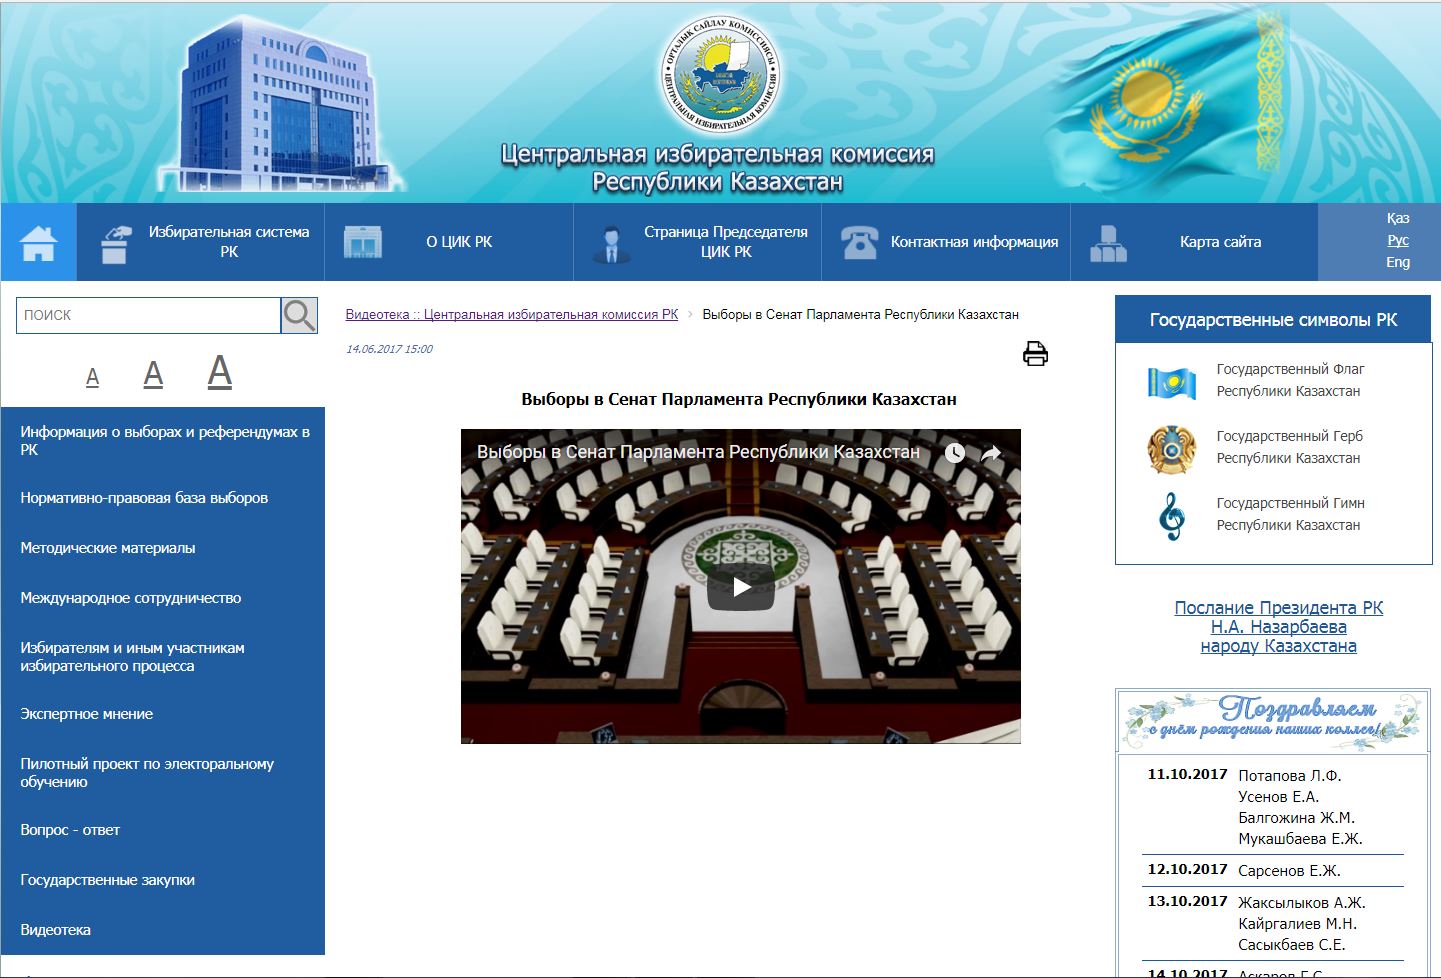 ОРТАЛЫҚ САЙЛАУ КОМИССИЯСЫ
ЦЕНТРАЛЬНАЯ ИЗБИРАТЕЛЬНАЯ КОМИССИЯ
Центральная избирательная комиссия
Республики Казахстан
Избирательная система
РК
О ЦИК РК
Страница Председателя
ЦИК РК
Контактная информация
Карта сайта
Қаз
Рус
Eng
ПОИСК
А А А
Информация о выборах и референдумах в
РК
Нормативно-правовая база выборов
Методические материалы
Международное сотрудничество
Избирателям и иным участникам
избирательного процесса
Экспертное мнение
Пилотный проект по электоральному
обучению
Вопрос - ответ
Государственные закупки
Видеотека
Видеотека :: Центральная избирательная комиссия РК › Выборы в Сенат Парламента Республики Казахстан
14.06.2017 15:00
Выборы в Сенат Парламента Республики Казахстан
Выборы в Сенат Парламента Республики Казахстан
Государственные символы РК
Государственный Флаг
Республики Казахстан
Государственный Герб
Республики Казахстан
Государственный Гимн
Республики Казахстан
Послание Президента РК
Н.А. Назарбаева
народу Казахстана
Поздравляем
с днём рождения наших коллег!
11.10.2017 Потапова Л.Ф.
Усенов Е.А.
Балгожина Ж.М.
Мукашбаева Е.Ж.
12.10.2017 Сарсенов Е.Ж.
13.10.2017 Жаксылыков А.Ж.
Кайргалиев М.Н.
Сасыкбаев С.Е.
14.10.2017 Аскаров Г.С.